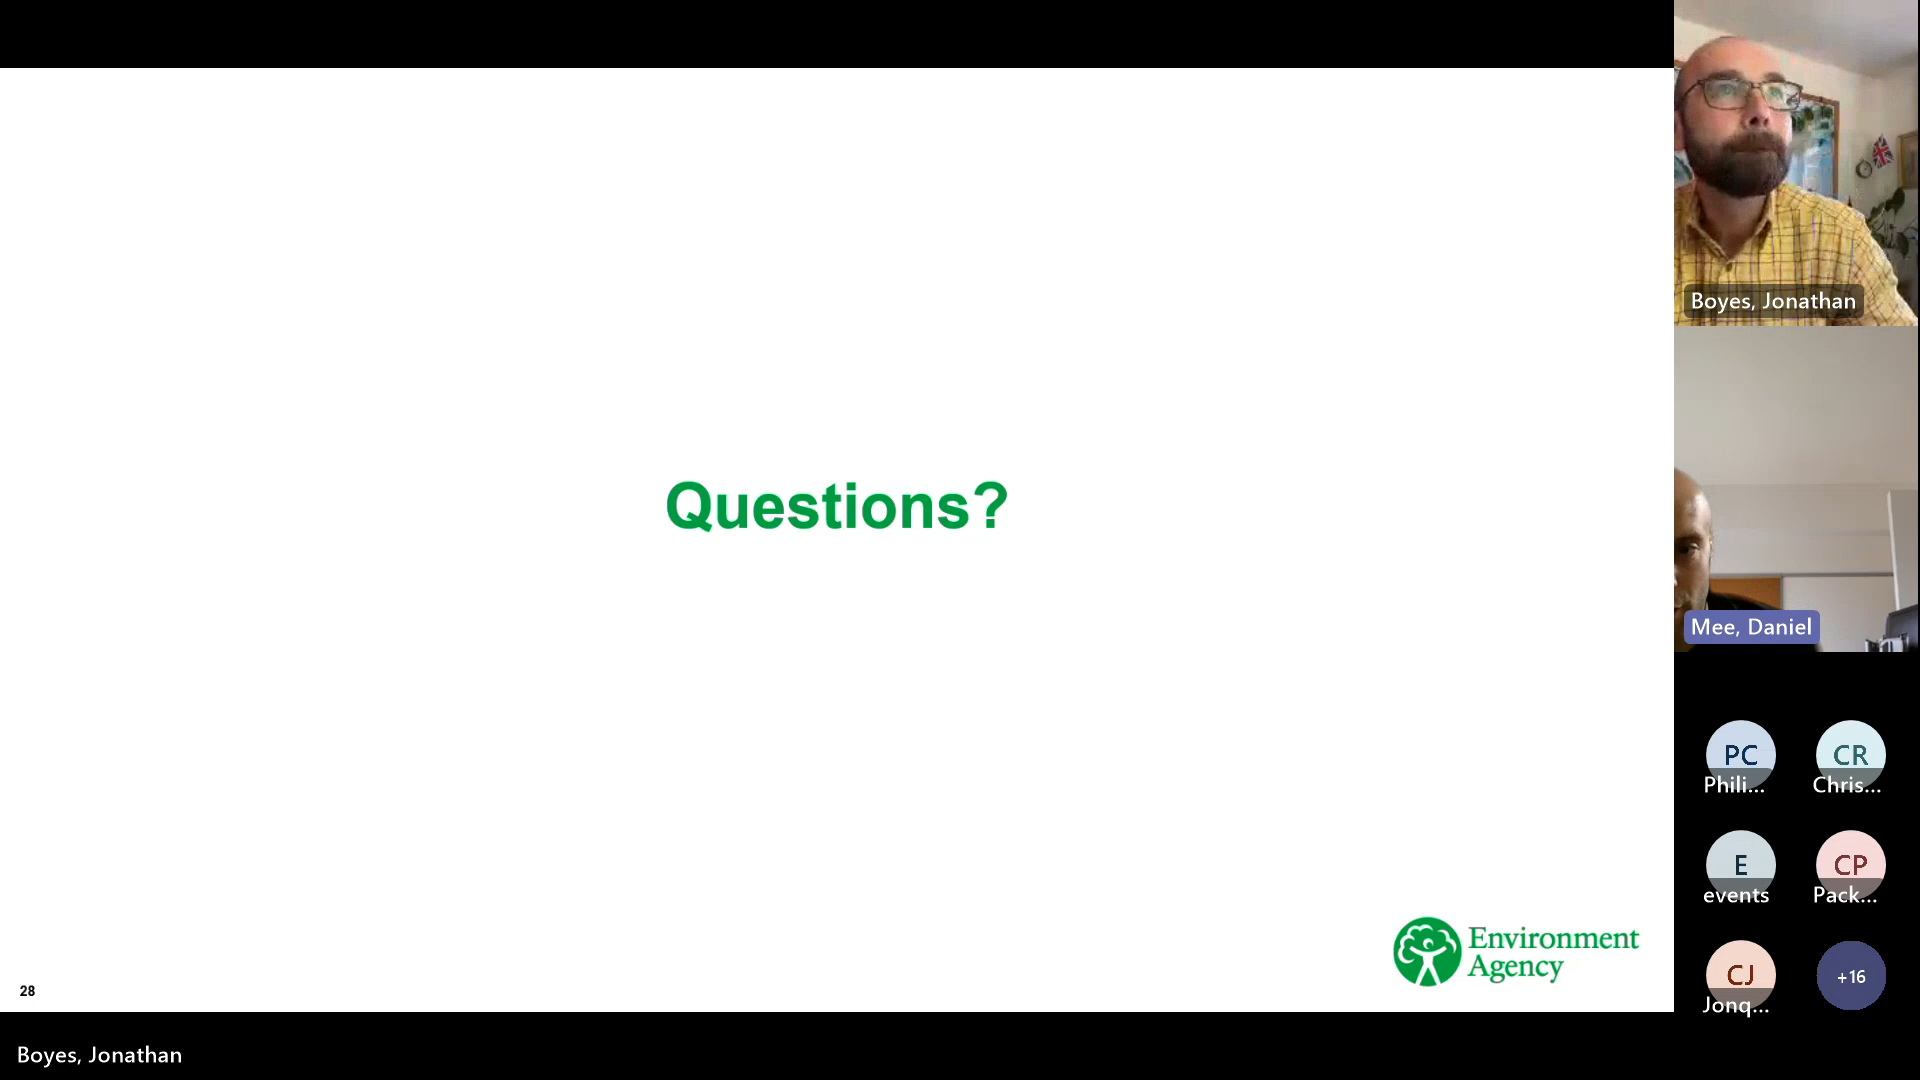 Questions?
Environment
Agency
28
Boyes, Jonathan
Boyes, Jonathan
Mee, Daniel
PC
CR
Phili...
Chris...
E
CP
events
Pack...
CJ
+16
Jonq...